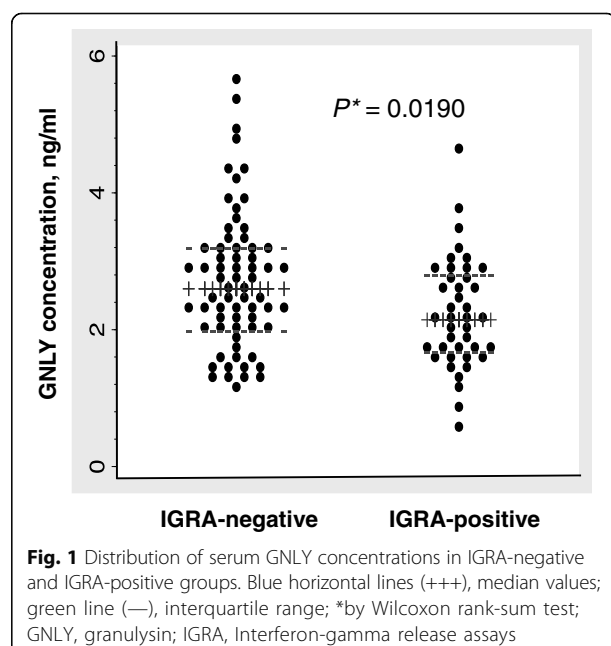 6
P* = 0.0190
4
GNLY concentration, ng/ml
2
0
IGRA-negative IGRA-positive
Fig. 1 Distribution of serum GNLY concentrations in IGRA-negative
and IGRA-positive groups. Blue horizontal lines (+++), median values;
green line (—), interquartile range; *by Wilcoxon rank-sum test;
GNLY, granulysin; IGRA, Interferon-gamma release assays